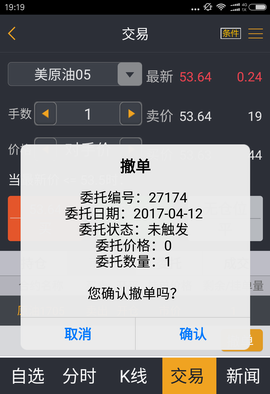 19:19
交易
条件
美原油05
最新 53.64 0.24
手数 1
卖价 53.64 19
44
撤单
委托编号：27174
委托日期：2017-04-12
委托状态：未触发
委托价格：0
委托数量：1
您确认撤单吗？
取消 确认
自选 分时 K线 交易 新闻